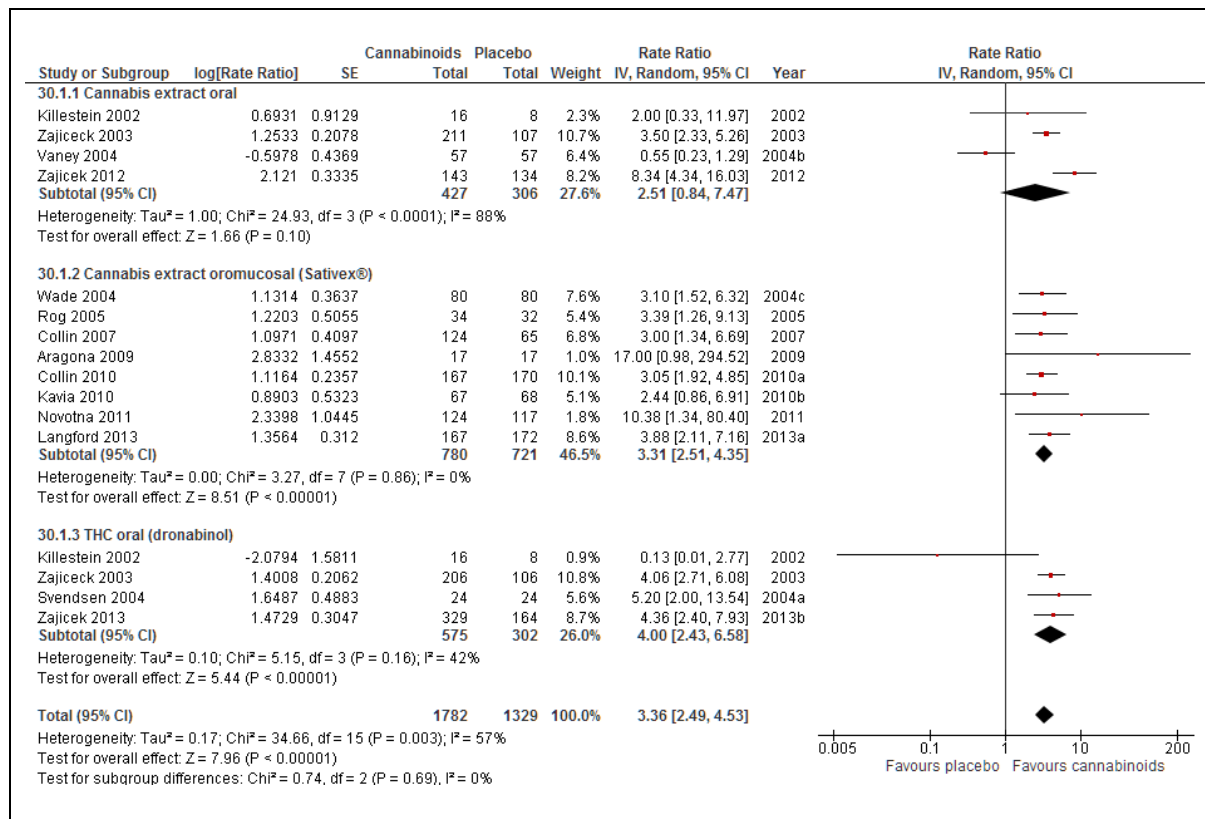 Cannabinoids Placebo Rate Ratio Rate Ratio
Study or Subgroup log[Rate Ratio] SE Total Total Weight IV, Random, 95% CI Year IV, Random, 95% CI
30.1.1 Cannabis extract oral
Killestein 2002 0.6931 0.9129 16 8 2.3% 2.00 [0.33, 11.97] 2002
Zajiceck 2003 1.2533 0.2078 211 107 10.7% 3.50 [2.33, 5.26] 2003
Vaney 2004 -0.5978 0.4369 57 57 6.4% 0.55 [0.23, 1.29] 2004b
Zajicek 2012 2.121 0.3335 143 134 8.2% 8.34 [4.34, 16.03] 2012
Subtotal (95% CI) 427 306 27.6% 2.51 [0.84, 7.47]
Heterogeneity: Tau² = 1.00; Chi² = 24.93, df = 3 (P < 0.0001); I² = 88%
Test for overall effect: Z = 1.66 (P = 0.10)
30.1.2 Cannabis extract oromucosal (Sativex®)
Wade 2004 1.1314 0.3637 80 80 7.6% 3.10 [1.52, 6.32] 2004c
Rog 2005 1.2203 0.5055 34 32 5.4% 3.39 [1.26, 9.13] 2005
Collin 2007 1.0971 0.4097 124 65 6.8% 3.00 [1.34, 6.69] 2007
Aragona 2009 2.8332 1.4552 17 17 1.0% 17.00 [0.98, 294.52] 2009
Collin 2010 1.1164 0.2357 167 170 10.1% 3.05 [1.92, 4.85] 2010a
Kavia 2010 0.8903 0.5323 67 68 5.1% 2.44 [0.86, 6.91] 2010b
Novotna 2011 2.3398 1.0445 124 117 1.8% 10.38 [1.34, 80.40] 2011
Langford 2013 1.3564 0.312 167 172 8.6% 3.88 [2.11, 7.16] 2013a
Subtotal (95% CI) 780 721 46.5% 3.31 [2.51, 4.35]
Heterogeneity: Tau² = 0.00; Chi² = 3.27, df = 7 (P = 0.86); I² = 0%
Test for overall effect: Z = 8.51 (P < 0.00001)
30.1.3 THC oral (dronabinol)
Killestein 2002 -2.0794 1.5811 16 8 0.9% 0.13 [0.01, 2.77] 2002
Zajiceck 2003 1.4008 0.2062 206 106 10.8% 4.06 [2.71, 6.08] 2003
Svendsen 2004 1.6487 0.4883 24 24 5.6% 5.20 [2.00, 13.54] 2004a
Zajicek 2013 1.4729 0.3047 329 164 8.7% 4.36 [2.40, 7.93] 2013b
Subtotal (95% CI) 575 302 26.0% 4.00 [2.43, 6.58]
Heterogeneity: Tau² = 0.10; Chi² = 5.15, df = 3 (P = 0.16); I² = 42%
Test for overall effect: Z = 5.44 (P < 0.00001)
Total (95% CI) 1782 1329 100.0% 3.36 [2.49, 4.53]
Heterogeneity: Tau² = 0.17; Chi² = 34.66, df = 15 (P = 0.003); I² = 57%
Test for overall effect: Z = 7.96 (P < 0.00001)
Test for subgroup differences: Chi² = 0.74, df = 2 (P = 0.69), I² = 0%
0.005 0.1 1 10 200
Favours placebo Favours cannabinoids